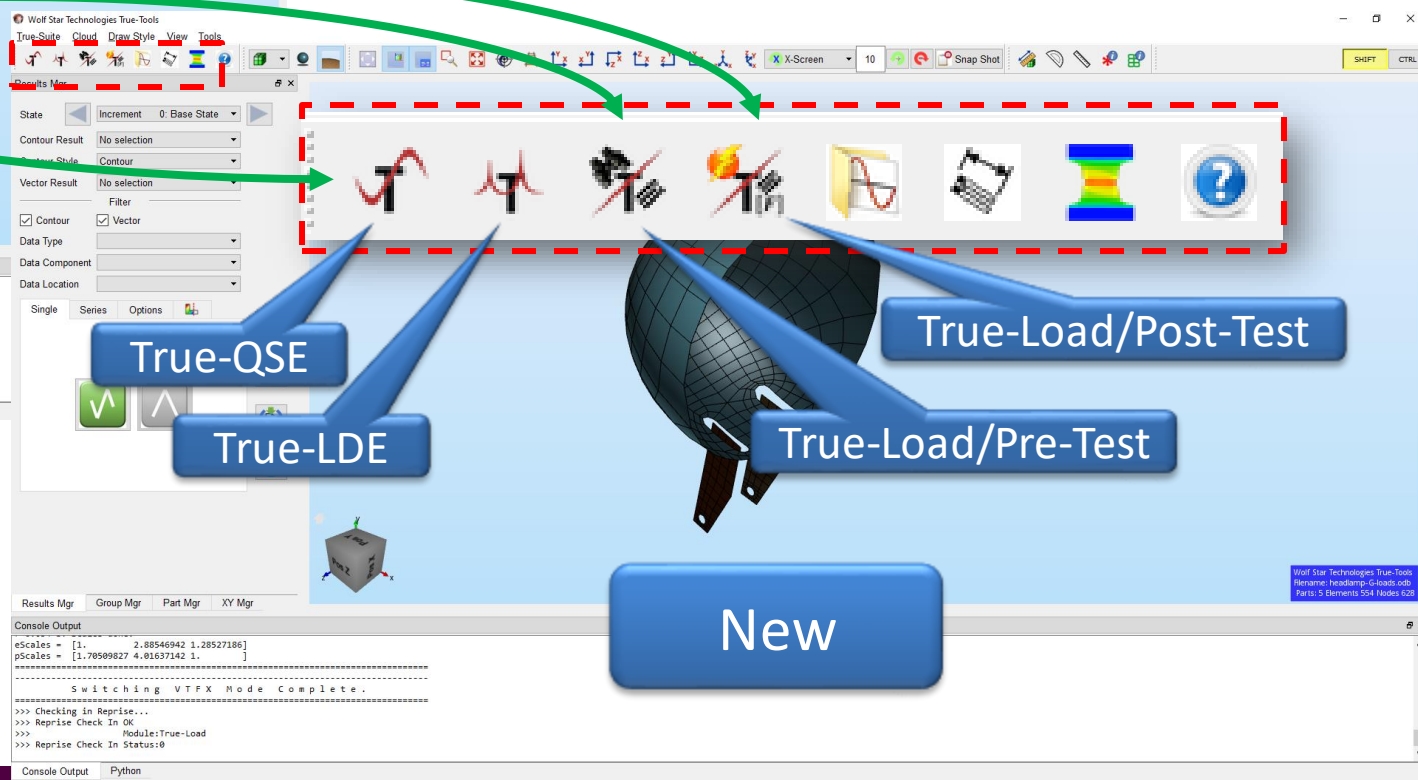 Wolf Star Technologies True-Tools
True-Suite Cloud Draw Style View Tools
X-Screen 10 Snap Shot SHIFT CTRL
Results Mgr
State Increment 0: Base State
Contour Result No selection
Contour Style Contour
Vector Result No selection
Filter
Contour Vector
Data Type
Data Component
Data Location
Single Series Options
True-QSE
True-LDE
True-Load/Post-Test
True-Load/Pre-Test
New
Pos Y
Pos Z
Pos X
y
z
x
Wolf Star Technologies True-Tools
Filename: headlamp-G-loads.odb
Parts: 5 Elements 554 Nodes 628
Results Mgr Group Mgr Part Mgr XY Mgr
Console Output
eScales = [1. 2.88546942 1.28527186]
pScales = [1.70509827 4.01637142 1. ]
================================================================================
--------------------------------------------------------------------------------
S w i t c h i n g V T F X M o d e C o m p l e t e .
================================================================================
>>> Checking in Reprise...
>>> Reprise Check In OK
>>> Module:True-Load
>>> Reprise Check In Status:0
Console Output Python